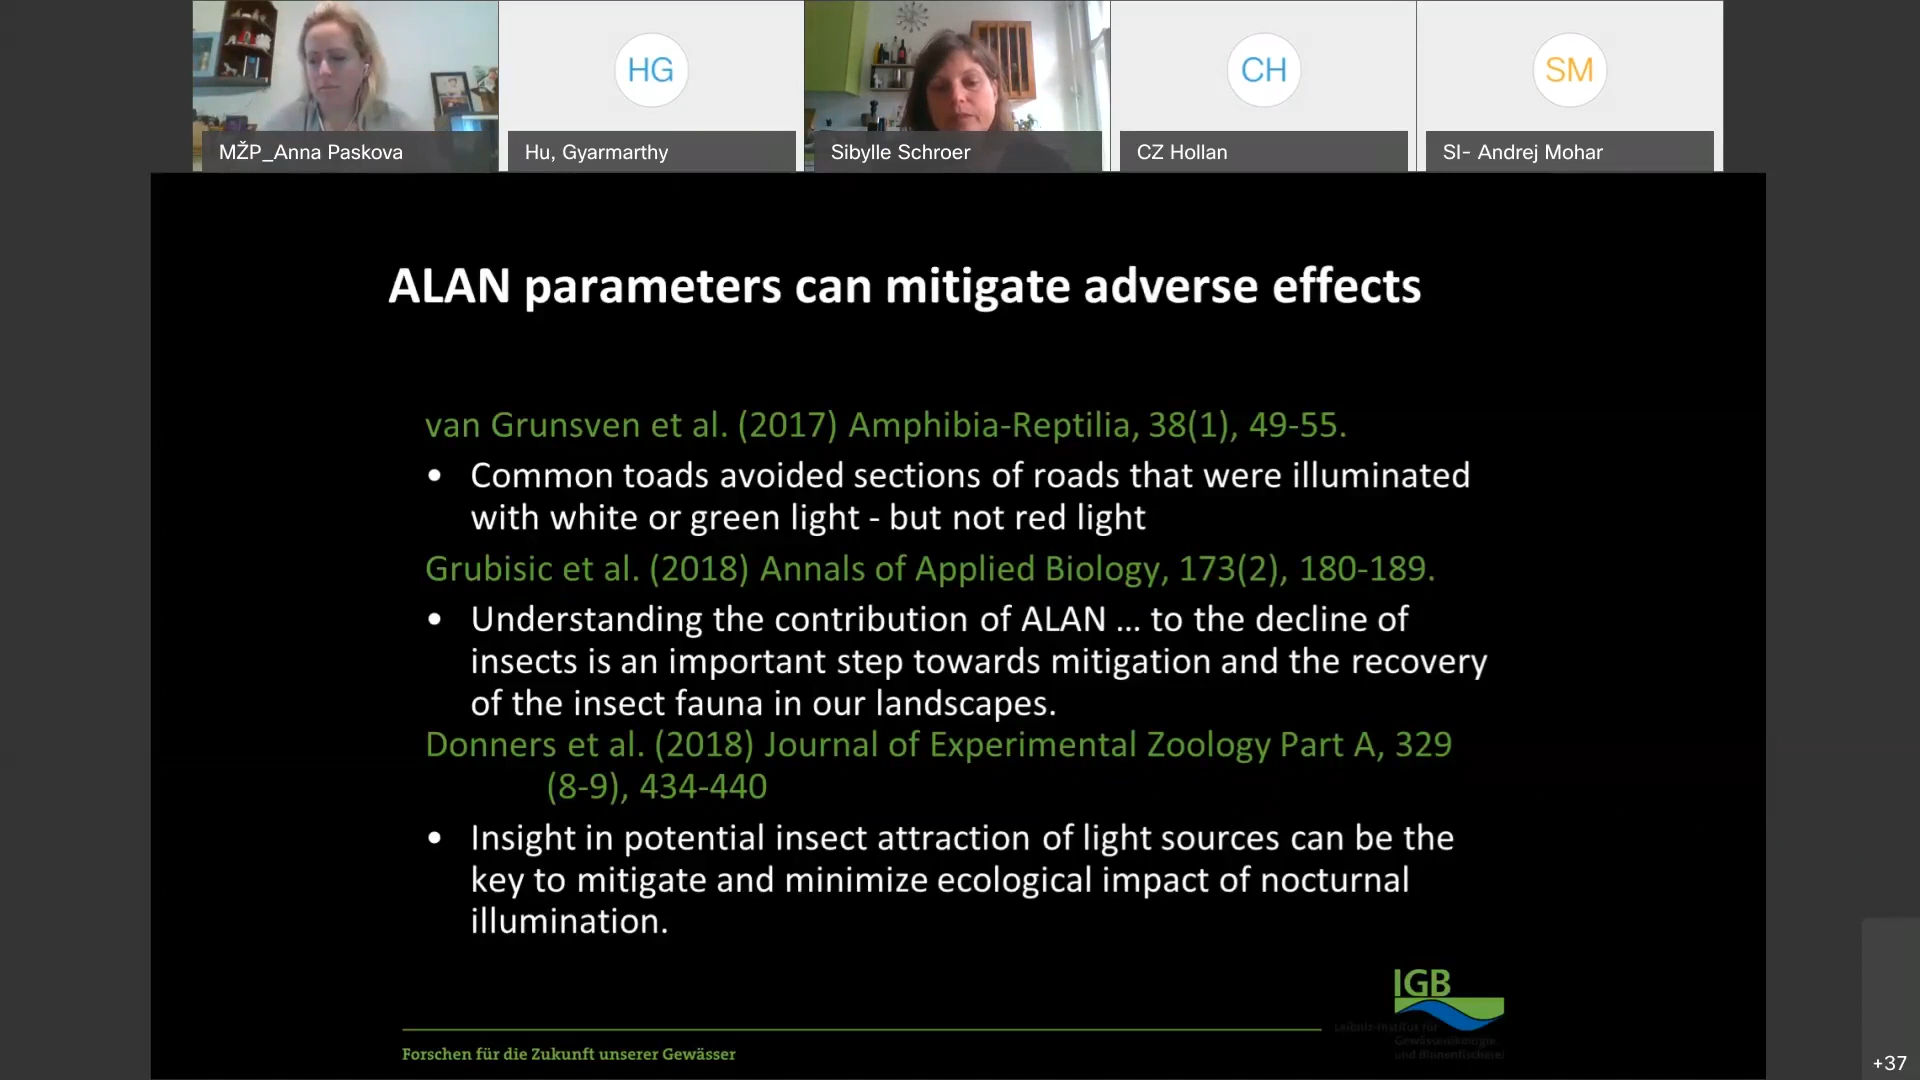 HG
CH
SM
MŽP_Anna Paskova
Hu, Gyarmarthy
Sibylle Schroer
CZ Hollan
SI- Andrej Mohar
ALAN parameters can mitigate adverse effects
van Grunsven et al. (2017) Amphibia-Reptilia, 38(1), 49-55.
• Common toads avoided sections of roads that were illuminated
with white or green light - but not red light
Grubisic et al. (2018) Annals of Applied Biology, 173(2), 180-189.
• Understanding the contribution of ALAN ... to the decline of
insects is an important step towards mitigation and the recovery
of the insect fauna in our landscapes.
Donners et al. (2018) Journal of Experimental Zoology Part A, 329
(8-9), 434-440
• Insight in potential insect attraction of light sources can be the
key to mitigate and minimize ecological impact of nocturnal
illumination.
IGB
Leibniz-Institut für
Gewässerökologie
und Binnenfischerei
Forschen für die Zukunft unserer Gewässer
+37